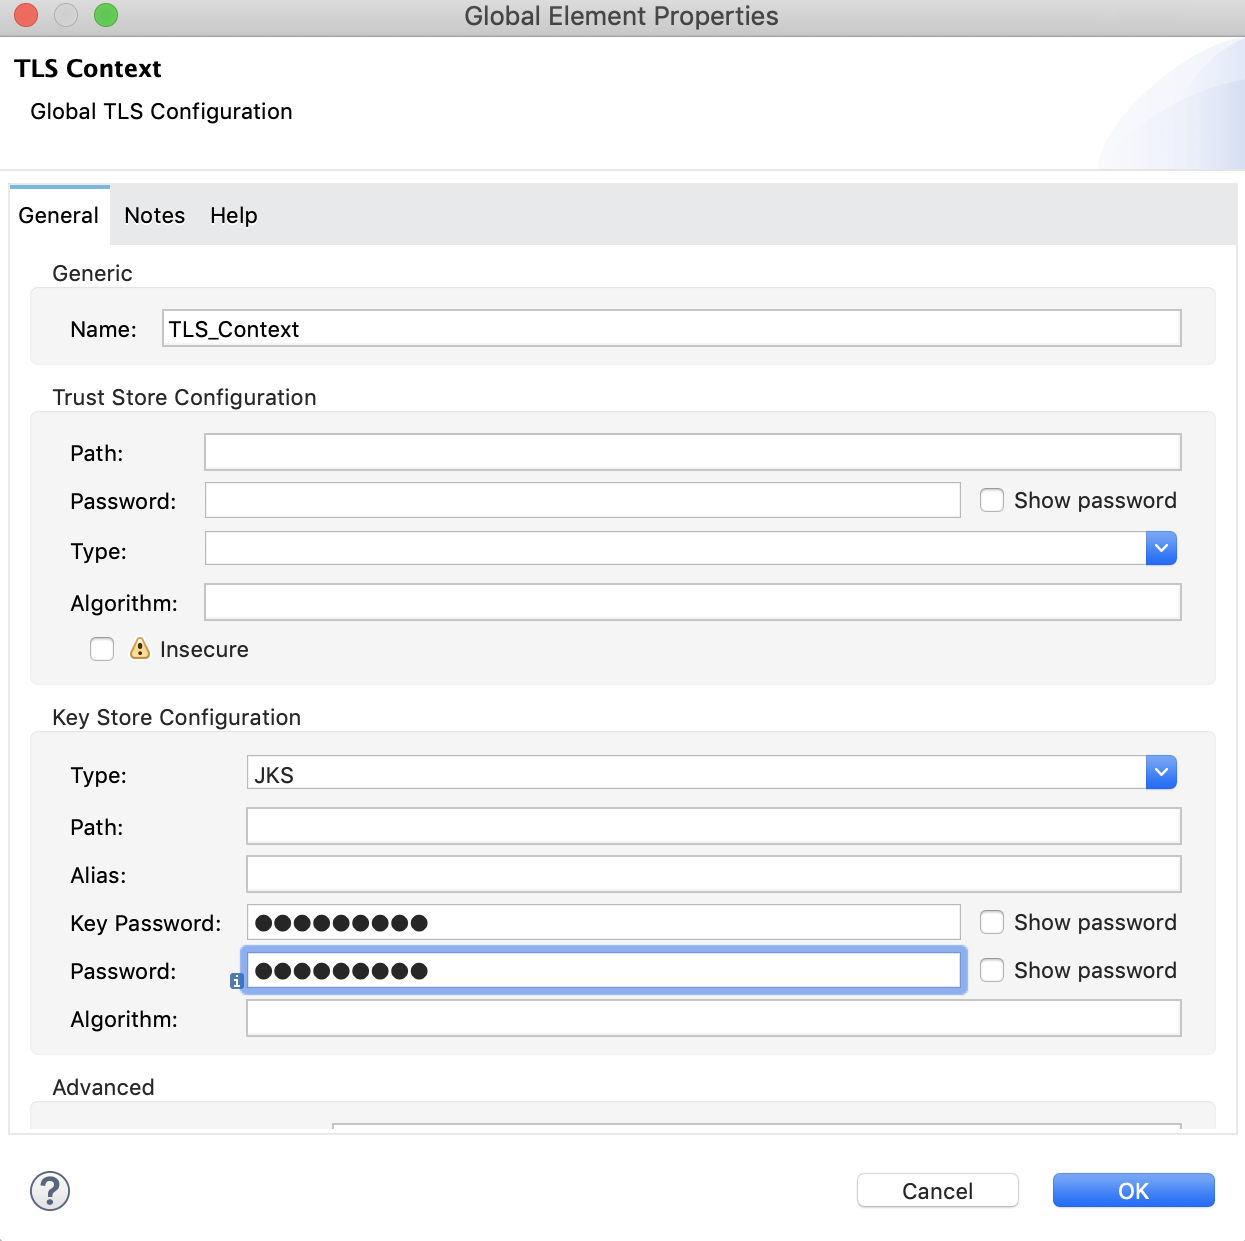 Global Element Properties
TLS Context
Global TLS Configuration
General Notes Help
Generic
Name: TLS_Context
Trust Store Configuration
Path:
Password: Show password
Type:
Algorithm:
Insecure
Key Store Configuration
Type: JKS
Path:
Alias:
Key Password: ●●●●●●●●● Show password
Password: ●●●●●●●●● Show password
Algorithm:
Advanced
? Cancel OK